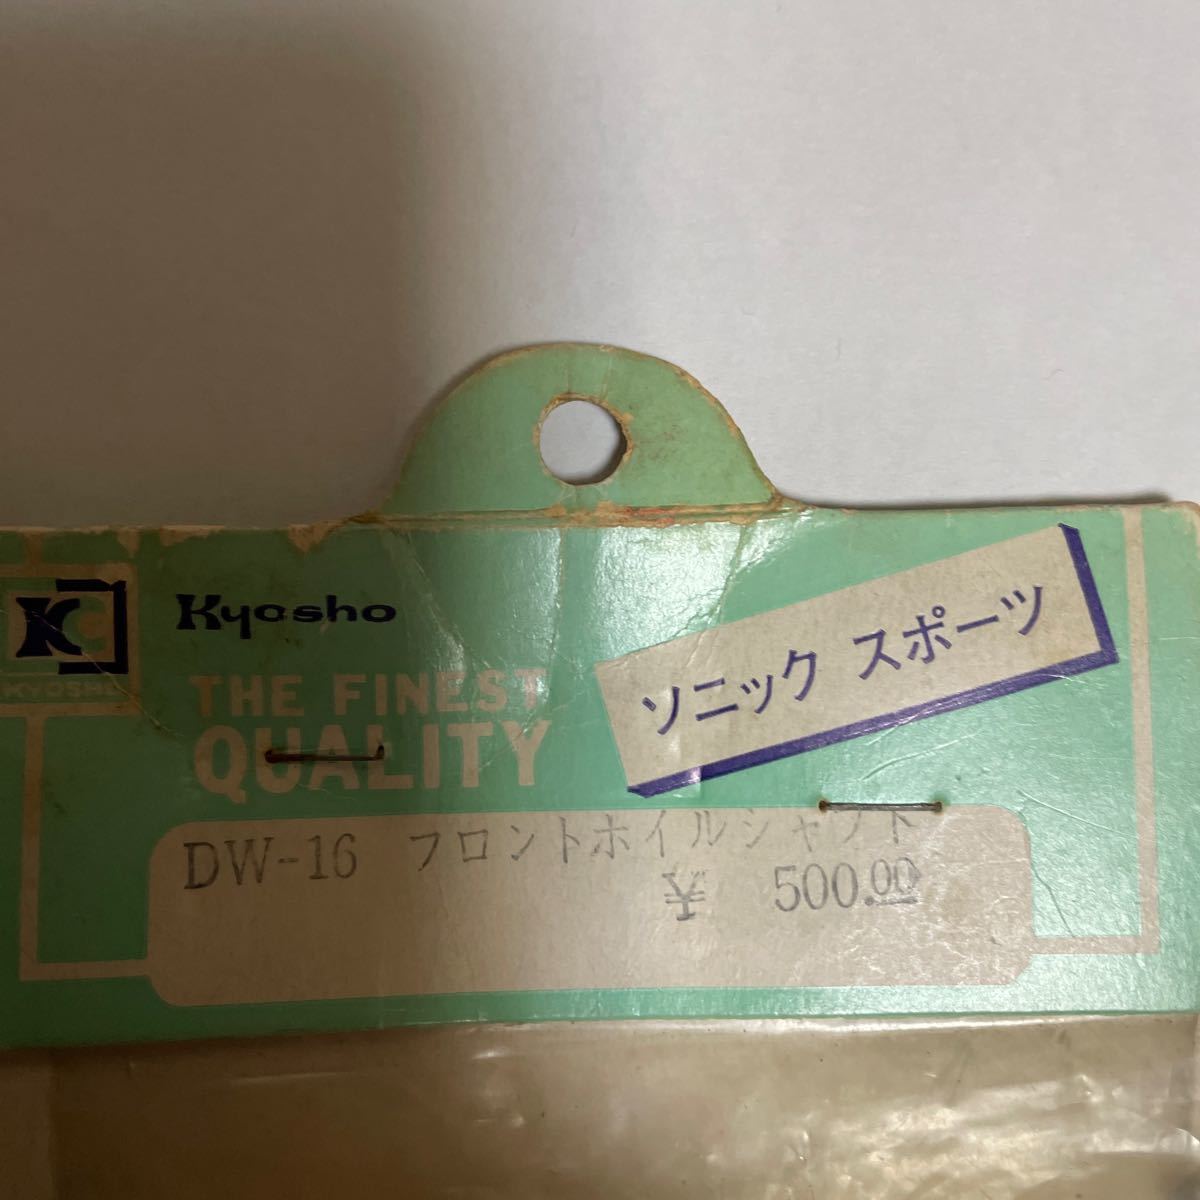 KC
KYOSHO
Kyosho
THE FINEST
QUALITY
ソニック スポーツ
DW-16 フロントホイルシャフト
¥ 500.00